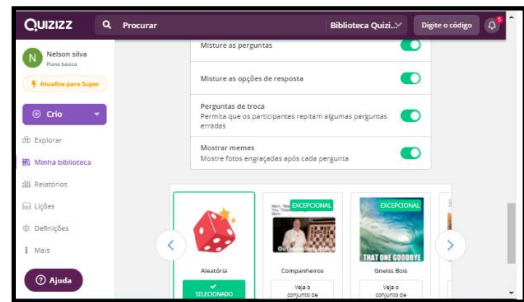 QUIZIZZ
Procurar
Biblioteca Quizi..
Digite o código
N
Nelson silva
Plano básico
Atualize para Super
Crio
Explorar
Minha biblioteca
Relatórios
Lições
Definições
Mais
Ajuda
Misture as perguntas
Misture as opções de resposta
Perguntas de troca
Permita que os participantes repitam algumas perguntas
erradas
Mostrar memes
Mostre fotos engraçadas após cada pergunta
Aleatória
SELECIONADO
EXCEPCIONAL
Companheiros
Veja o
conjunto de
EXCEPCIONAL
THAT ONE GOODBYE
Gneiss Bois
Veja o
conjunto de